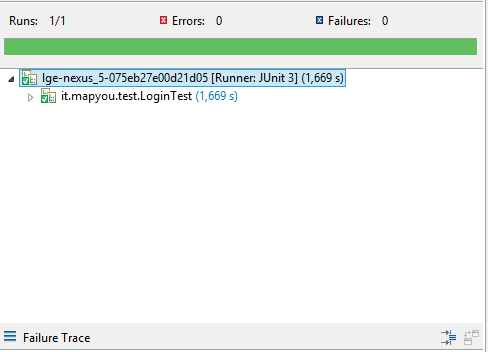 Runs: 1/1 Errors: 0 Failures: 0
lge-nexus_5-075eb27e00d21d05 [Runner: JUnit 3] (1,669 s)
it.mapyou.test.LoginTest (1,669 s)
Failure Trace